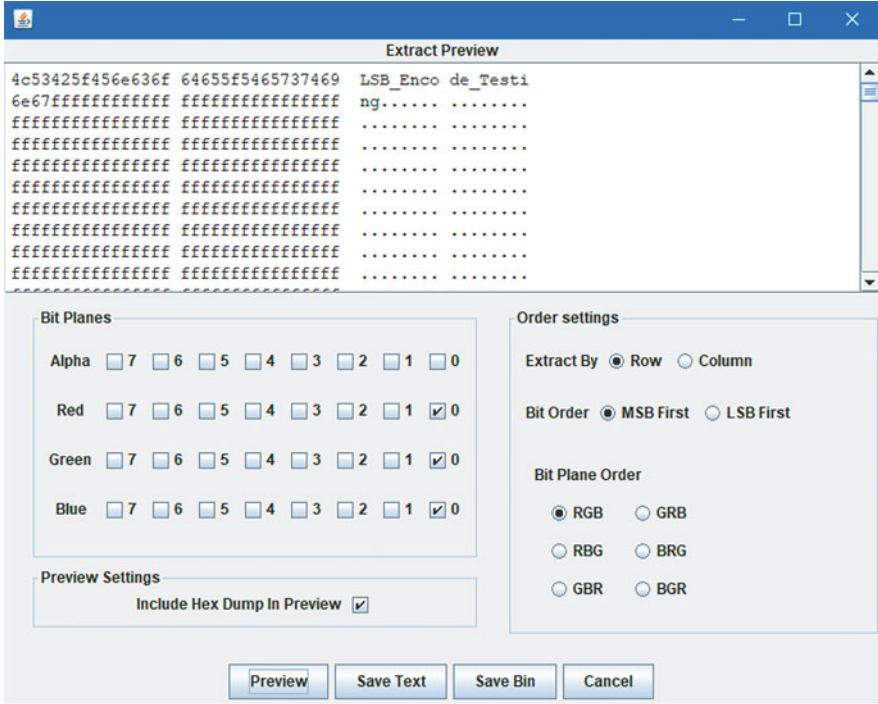 Extract Preview
4c53425f456e636f 64655f5465737469 LSB_Enco de_Testi
6e67ffffffffffff ffffffffffffffff ng...... ........
ffffffffffffffff ffffffffffffffff ........ ........
ffffffffffffffff ffffffffffffffff ........ ........
ffffffffffffffff ffffffffffffffff ........ ........
ffffffffffffffff ffffffffffffffff ........ ........
ffffffffffffffff ffffffffffffffff ........ ........
ffffffffffffffff ffffffffffffffff ........ ........
ffffffffffffffff ffffffffffffffff ........ ........
ffffffffffffffff ffffffffffffffff ........ ........
Bit Planes
Alpha 7 6 5 4 3 2 1 0
Red 7 6 5 4 3 2 1 0
Green 7 6 5 4 3 2 1 0
Blue 7 6 5 4 3 2 1 0
Preview Settings
Include Hex Dump In Preview
Order settings
Extract By Row Column
Bit Order MSB First LSB First
Bit Plane Order
RGB GRB
RBG BRG
GBR BGR
Preview Save Text Save Bin Cancel